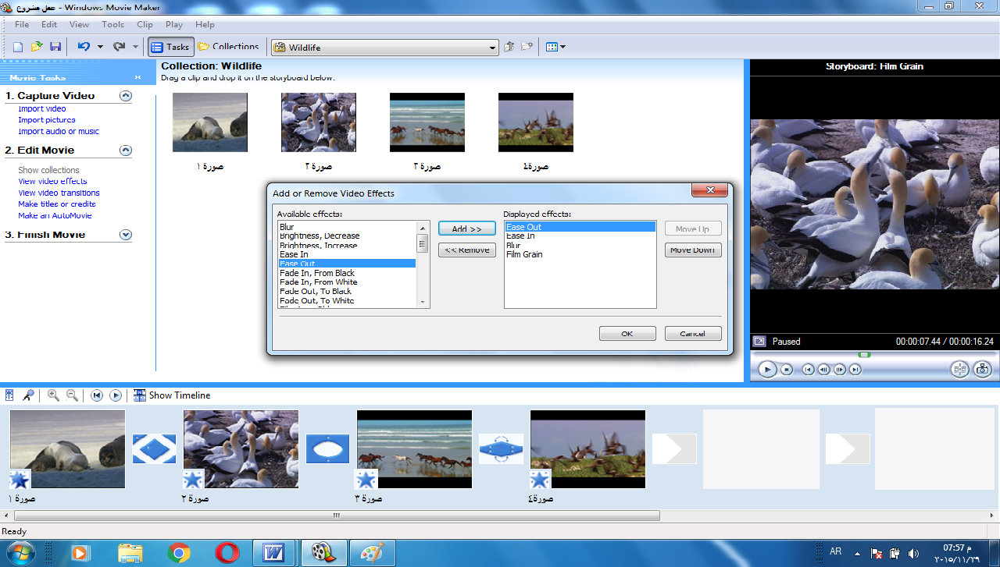 عمل مشروع - Windows Movie Maker
File Edit View Tools Clip Play Help
Tasks Collections Wildlife
Movie Tasks
1. Capture Video
Import video
Import pictures
Import audio or music
2. Edit Movie
Show collections
View video effects
View video transitions
Make titles or credits
Make an AutoMovie
3. Finish Movie
Collection: Wildlife
Drag a clip and drop it on the storyboard below.
صورة ١
صورة ٢
صورة ٣
صورة٤
Add or Remove Video Effects
Available effects:
Blur
Brightness, Decrease
Brightness, Increase
Ease In
Ease Out
Fade In, From Black
Fade In, From White
Fade Out, To Black
Fade Out, To White
Add >>
<< Remove
Displayed effects:
Ease Out
Ease In
Blur
Film Grain
Move Up
Move Down
OK
Cancel
Storyboard: Film Grain
Paused
00:00:07.44 / 00:00:16.24
Show Timeline
صورة ١
صورة ٢
صورة ٣
صورة٤
Ready
AR
07:57 م
٢٠١٥/١١/٢٩